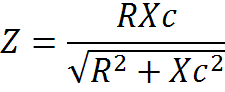 Z = RXc / √(R² + Xc²)